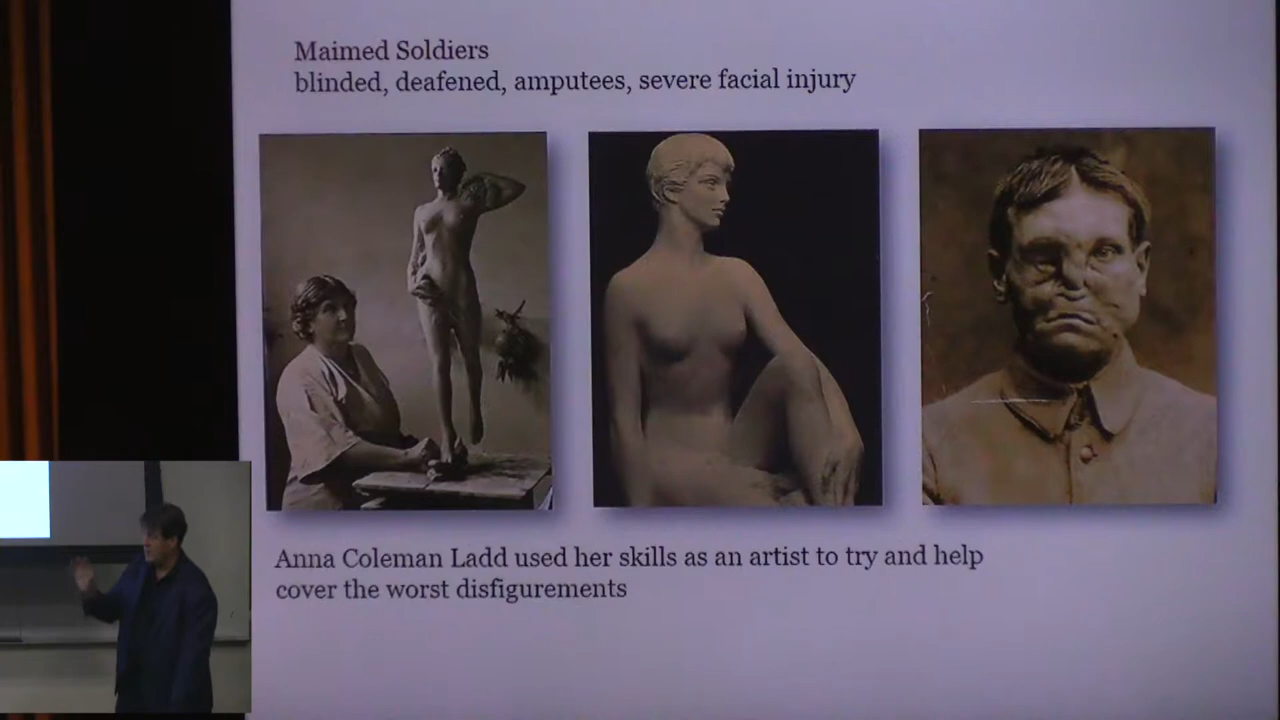 Maimed Soldiers
blinded, deafened, amputees, severe facial injury
Anna Coleman Ladd used her skills as an artist to try and help
cover the worst disfigurements